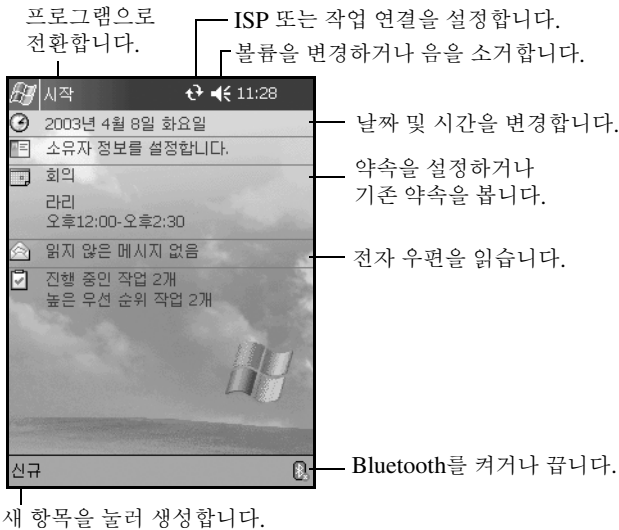 프로그램으로
전환합니다.
ISP 또는 작업 연결을 설정합니다.
볼륨을 변경하거나 음을 소거합니다.
시작 11:28
2003년 4월 8일 화요일
날짜 및 시간을 변경합니다.
소유자 정보를 설정합니다.
회의
라리
오후12:00-오후2:30
약속을 설정하거나
기존 약속을 봅니다.
읽지 않은 메시지 없음
전자 우편을 읽습니다.
진행 중인 작업 2개
높은 우선 순위 작업 2개
신규
Bluetooth를 켜거나 끕니다.
새 항목을 눌러 생성합니다.